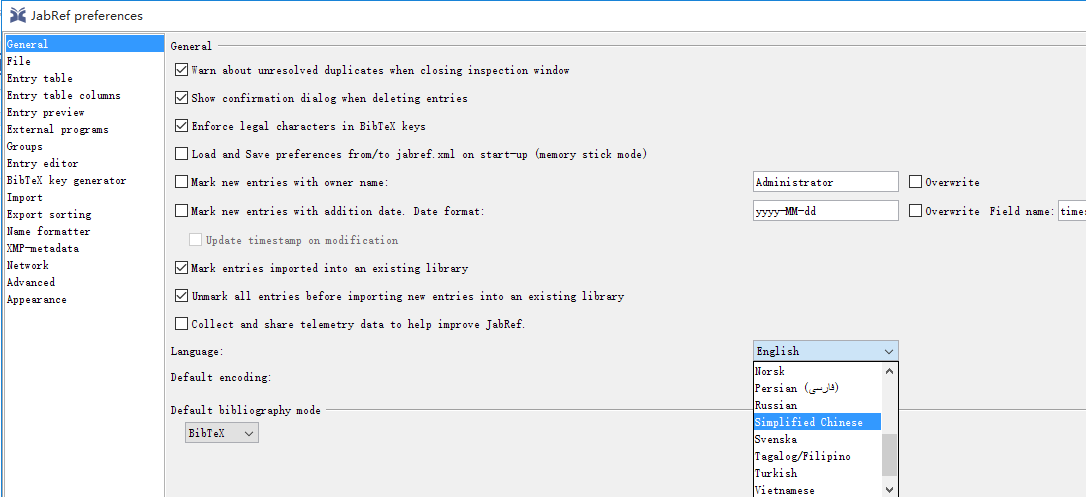 JabRef preferences
General
File
Entry table
Entry table columns
Entry preview
External programs
Groups
Entry editor
BibTeX key generator
Import
Export sorting
Name formatter
XMP-metadata
Network
Advanced
Appearance
General
Warn about unresolved duplicates when closing inspection window
Show confirmation dialog when deleting entries
Enforce legal characters in BibTeX keys
Load and Save preferences from/to jabref.xml on start-up (memory stick mode)
Mark new entries with owner name: Administrator Overwrite
Mark new entries with addition date. Date format: yyyy-MM-dd Overwrite Field name: times
Update timestamp on modification
Mark entries imported into an existing library
Unmark all entries before importing new entries into an existing library
Collect and share telemetry data to help improve JabRef.
Language: English
Default encoding:
Default bibliography mode
BibTeX
Norsk
Persian (فارسی)
Russian
Simplified Chinese
Svenska
Tagalog/Filipino
Turkish
Vietnamese